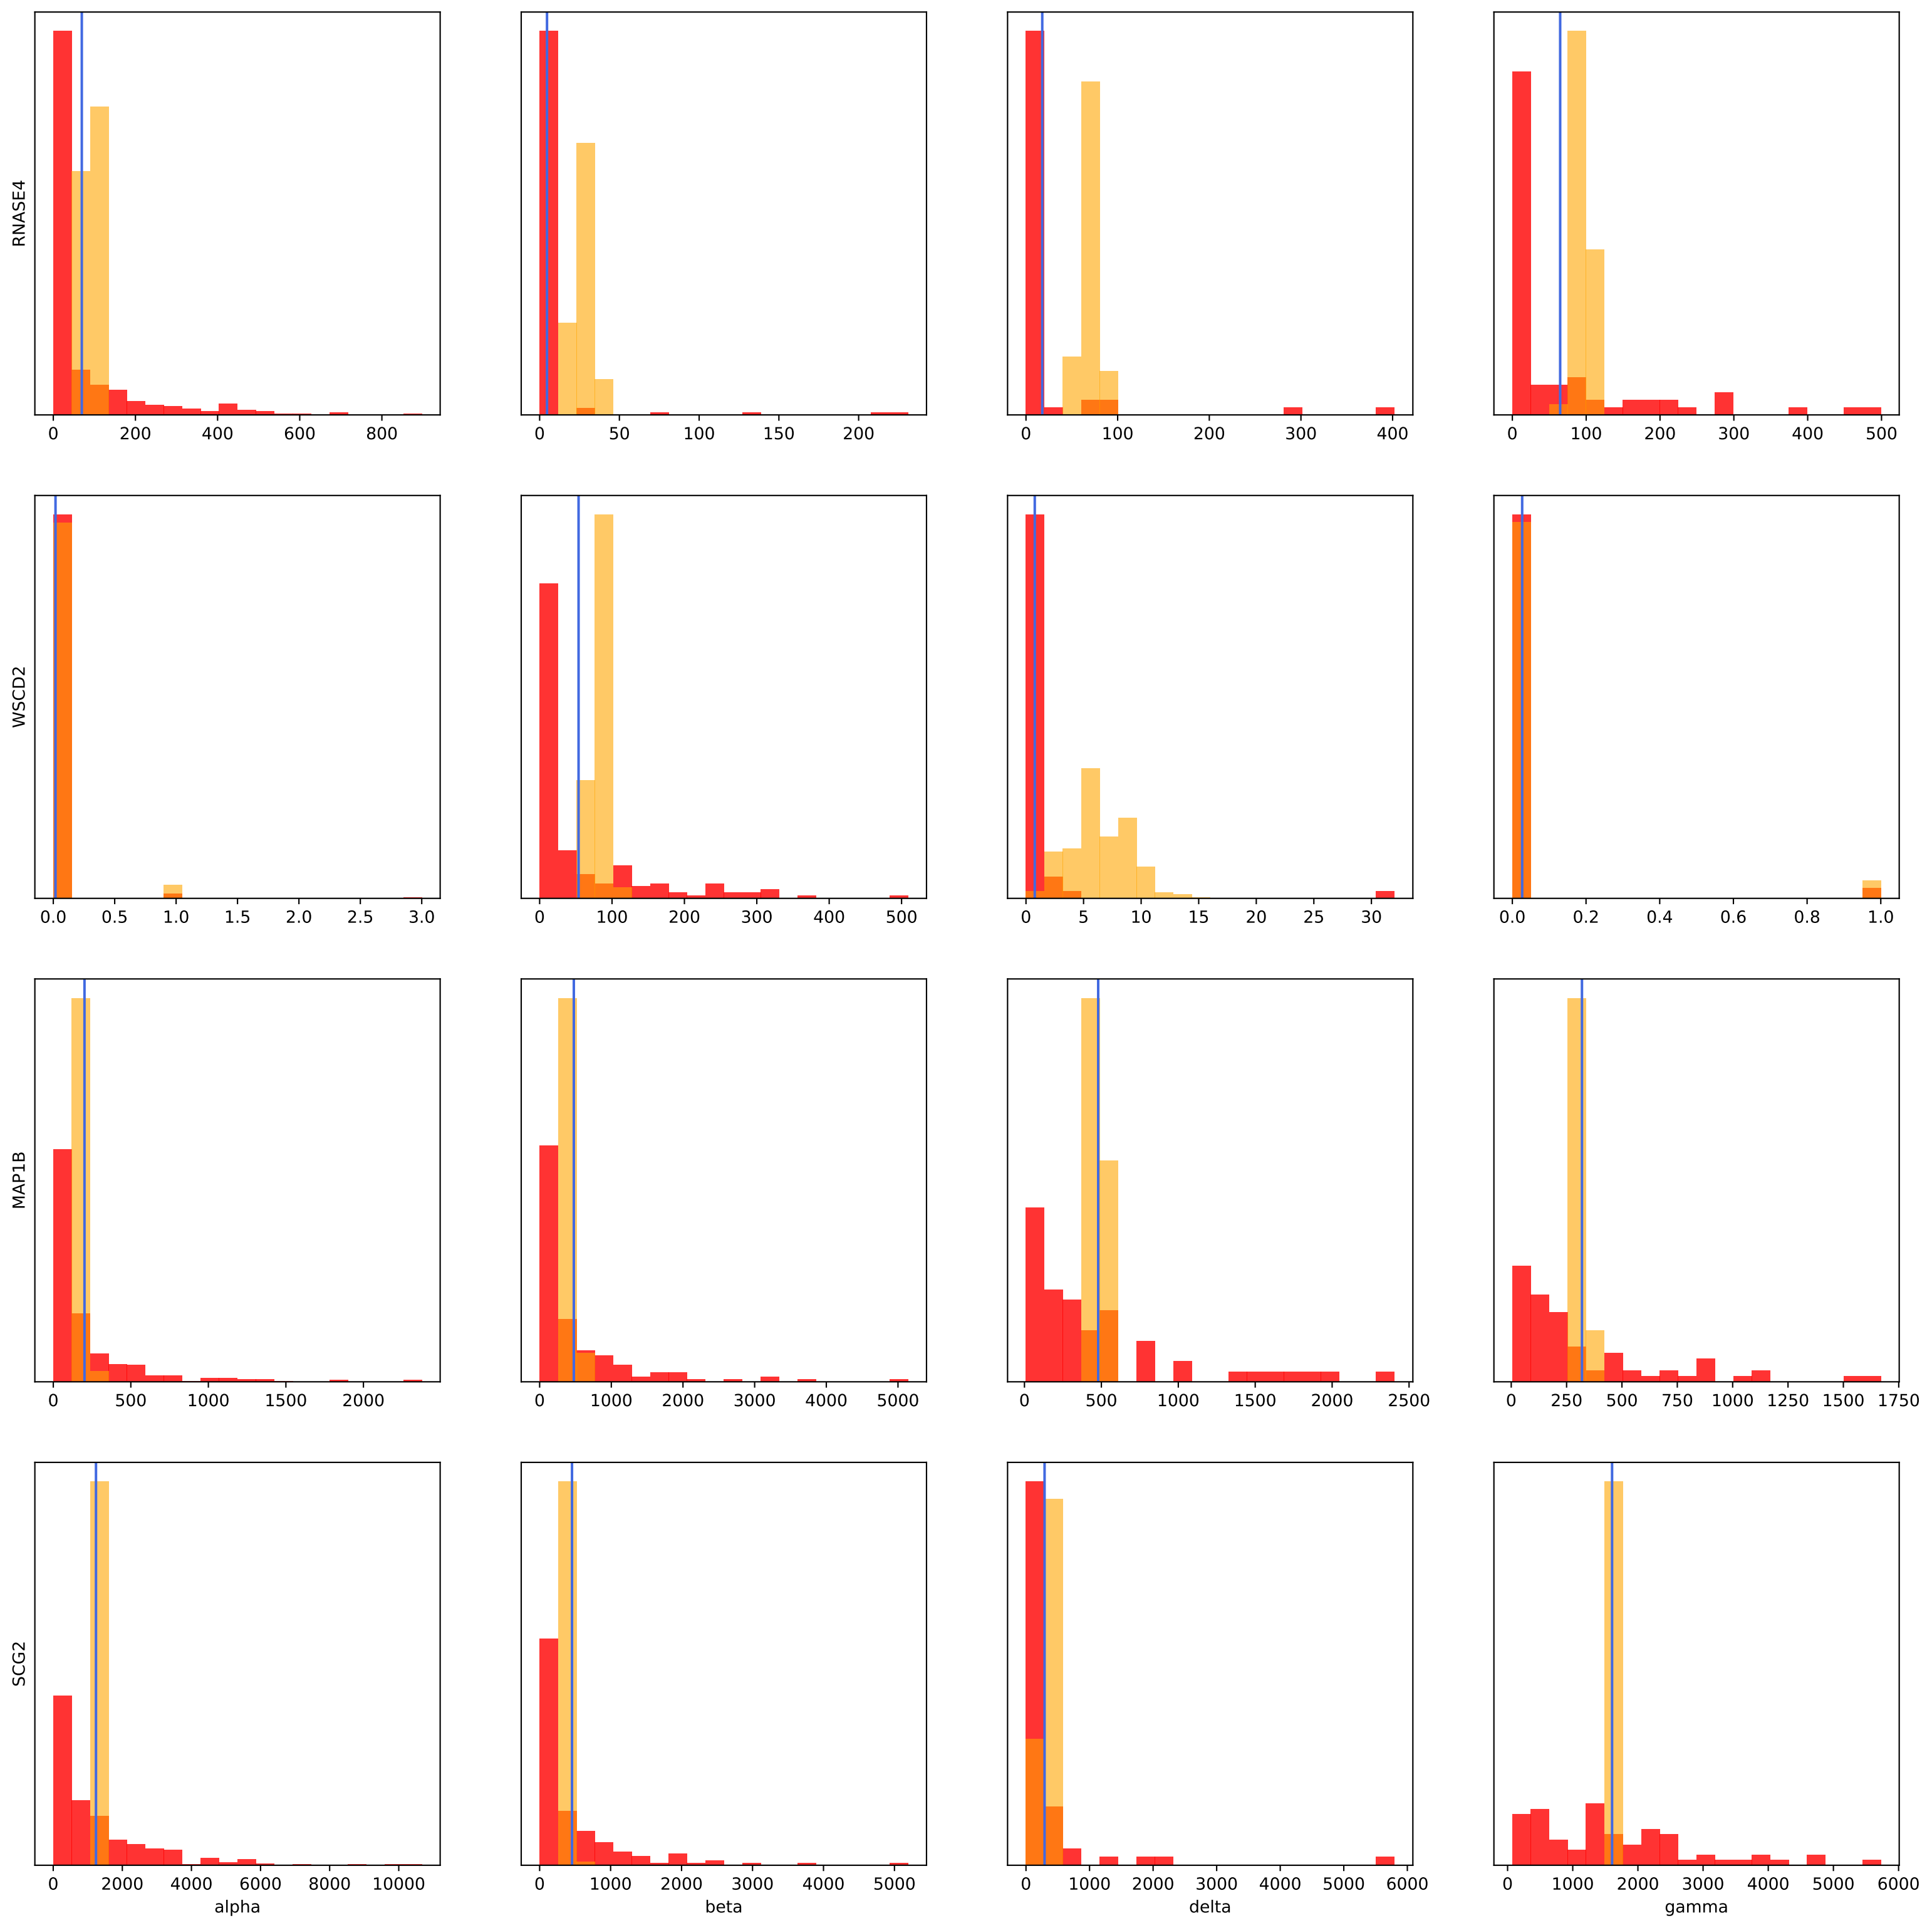 RNASE4
0 200 400 600 800
0 50 100 150 200
0 100 200 300 400
0 100 200 300 400 500
WSCD2
0.0 0.5 1.0 1.5 2.0 2.5 3.0
0 100 200 300 400 500
0 5 10 15 20 25 30
0.0 0.2 0.4 0.6 0.8 1.0
MAP1B
0 500 1000 1500 2000
0 1000 2000 3000 4000 5000
0 500 1000 1500 2000 2500
0 250 500 750 1000 1250 1500 1750
SCG2
0 2000 4000 6000 8000 10000
alpha
0 1000 2000 3000 4000 5000
beta
0 1000 2000 3000 4000 5000 6000
delta
0 1000 2000 3000 4000 5000 6000
gamma